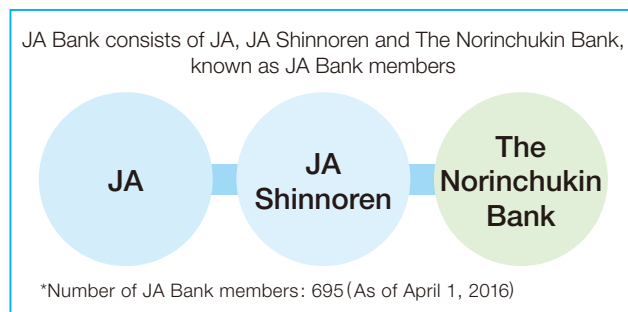 JA Bank consists of JA, JA Shinnoren and The Norinchukin Bank,
known as JA Bank members
JA
JA
Shinnoren
The
Norinchukin
Bank
*Number of JA Bank members: 695 (As of April 1, 2016)